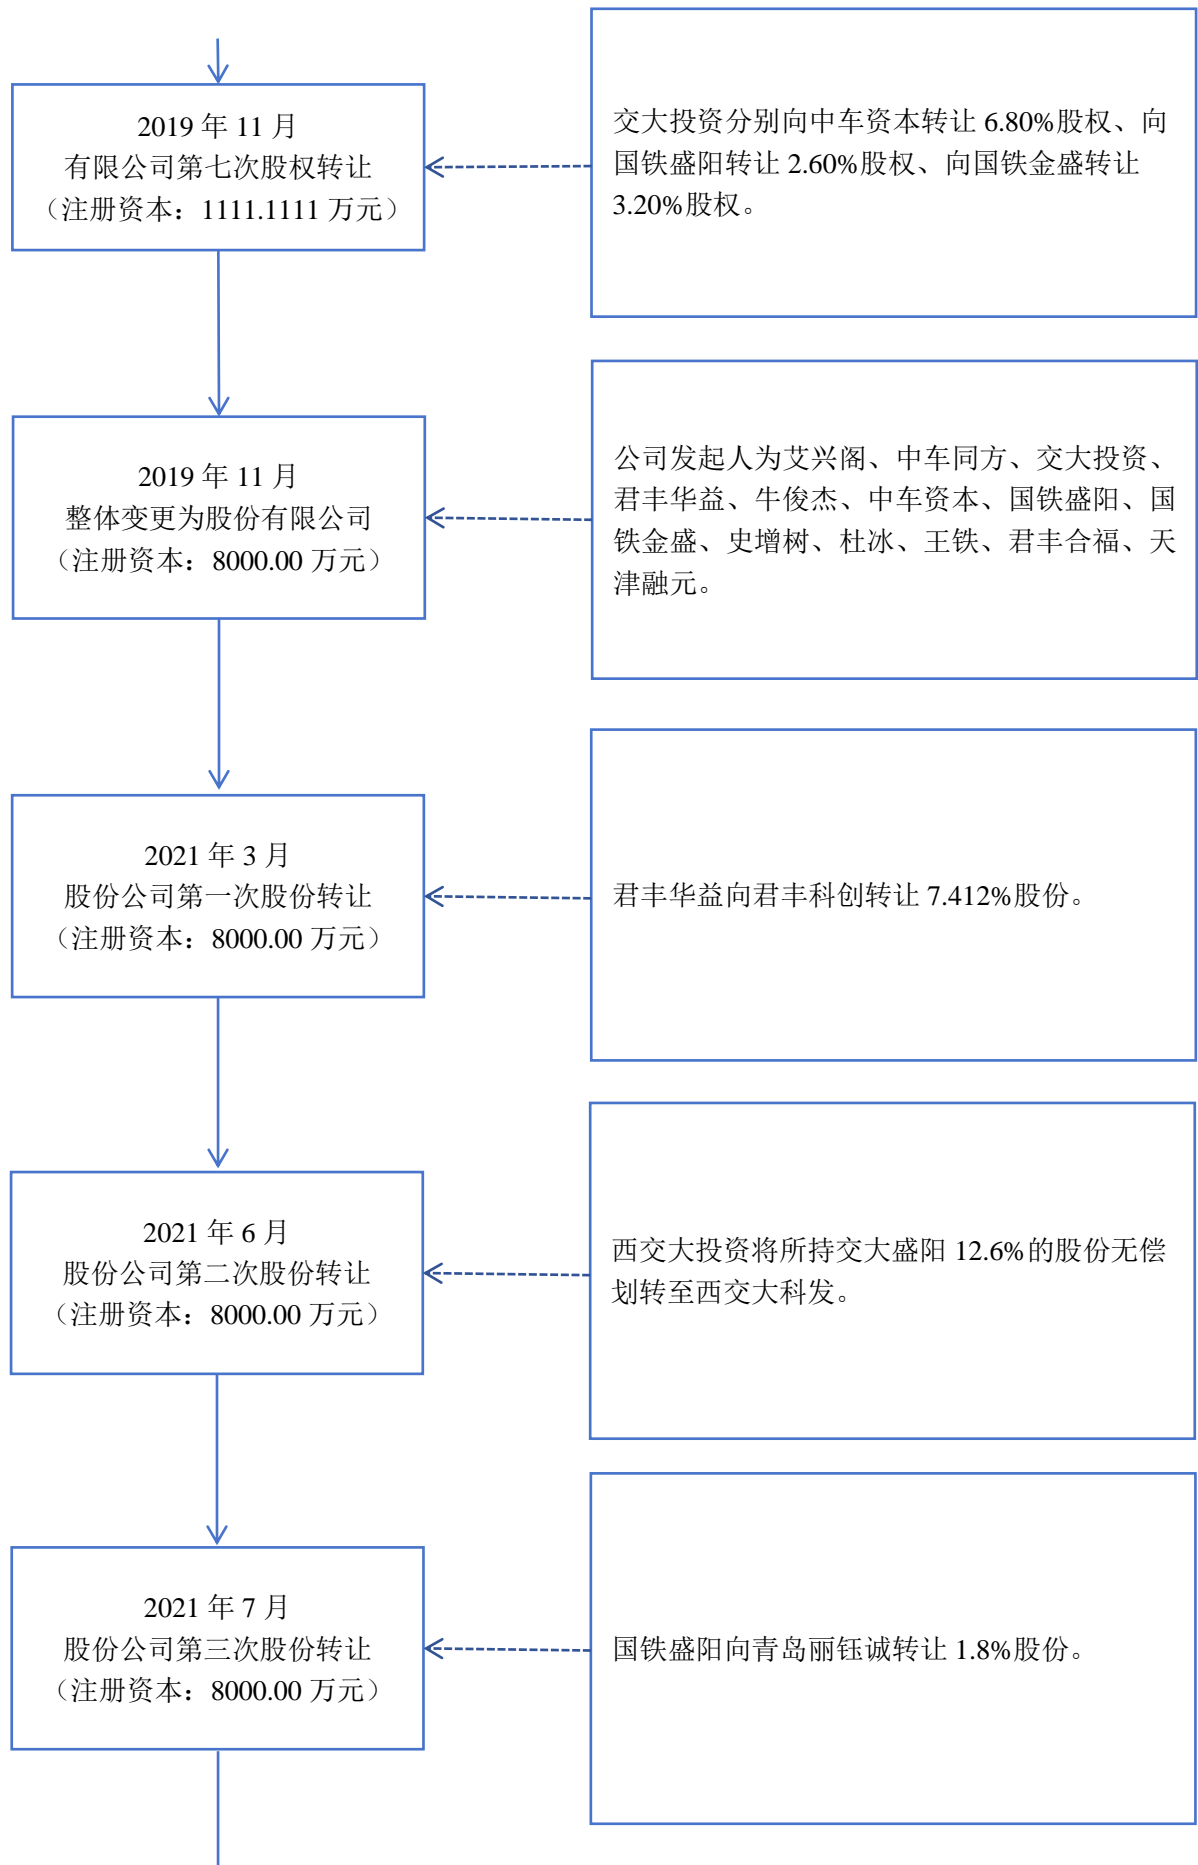 2019 年 11 月
有限公司第七次股权转让
（注册资本：1111.1111 万元）
交大投资分别向中车资本转让 6.80%股权、向
国铁盛阳转让 2.60%股权、向国铁金盛转让
3.20%股权。
2019 年 11 月
整体变更为股份有限公司
（注册资本：8000.00 万元）
公司发起人为艾兴阁、中车同方、交大投资、
君丰华益、牛俊杰、中车资本、国铁盛阳、国
铁金盛、史增树、杜冰、王铁、君丰合福、天
津融元。
2021 年 3 月
股份公司第一次股份转让
（注册资本：8000.00 万元）
君丰华益向君丰科创转让 7.412%股份。
2021 年 6 月
股份公司第二次股份转让
（注册资本：8000.00 万元）
西交大投资将所持交大盛阳 12.6%的股份无偿
划转至西交大科发。
2021 年 7 月
股份公司第三次股份转让
（注册资本：8000.00 万元）
国铁盛阳向青岛丽钰诚转让 1.8%股份。